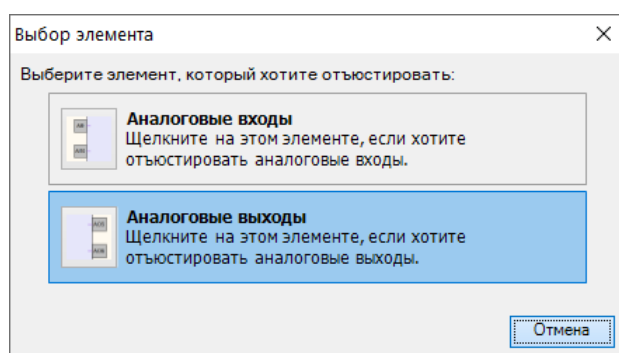 Выбор элемента
Выберите элемент, который хотите отъюстировать:
Аналоговые входы
Щелкните на этом элементе, если хотите
отъюстировать аналоговые входы.
Аналоговые выходы
Щелкните на этом элементе, если хотите
отъюстировать аналоговые выходы.
Отмена